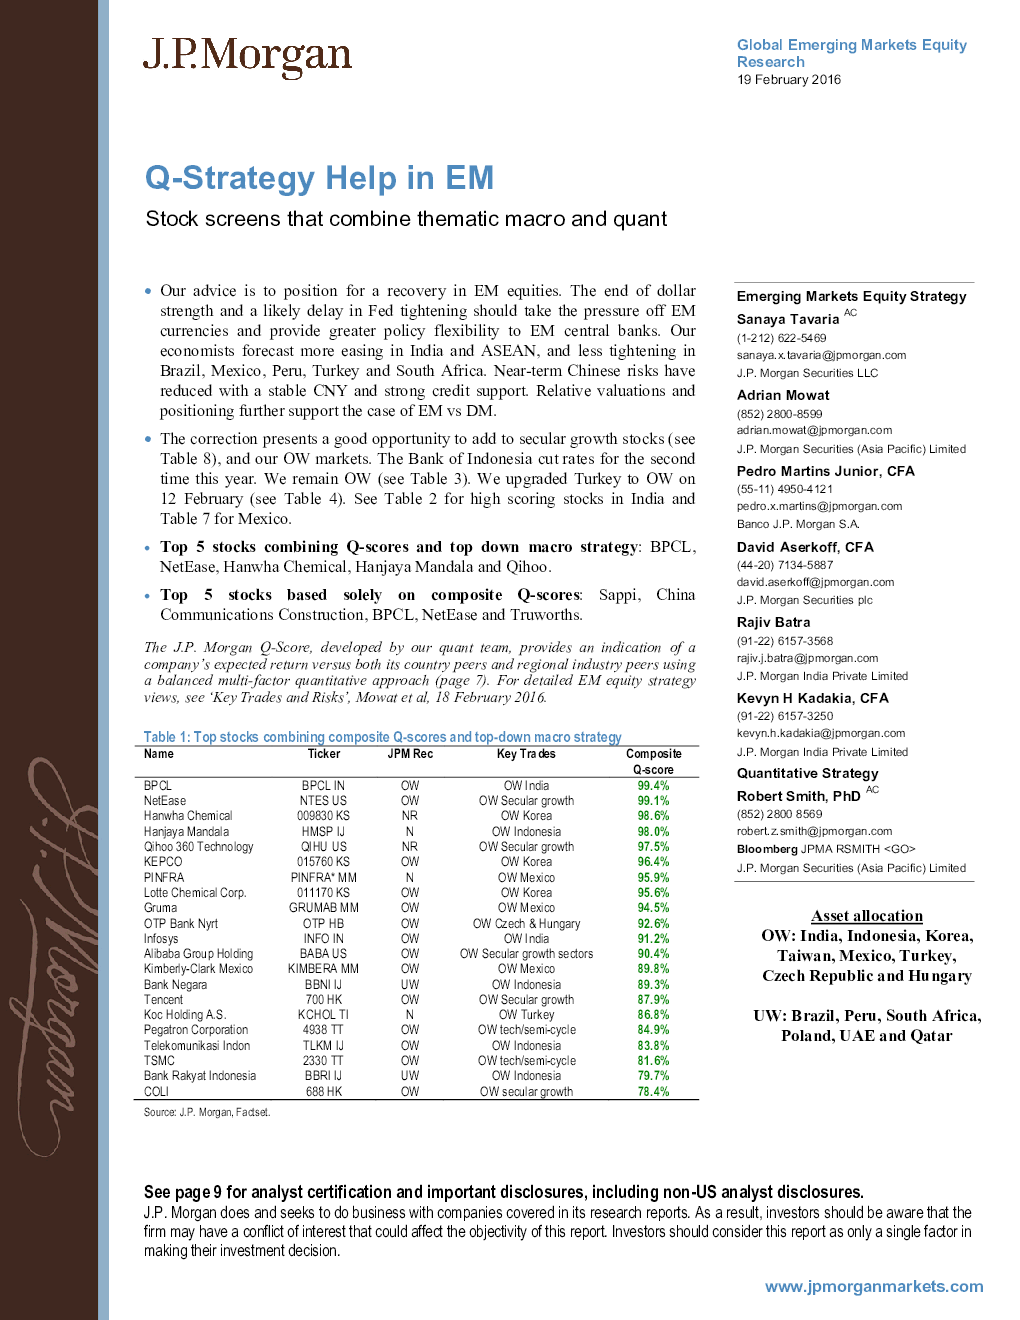 J.P.Morgan
Global Emerging Markets Equity
Research
19 February 2016
Q-Strategy Help in EM
Stock screens that combine thematic macro and quant
• Our advice is to position for a recovery in EM equities. The end of dollar
strength and a likely delay in Fed tightening should take the pressure off EM
currencies and provide greater policy flexibility to EM central banks. Our
economists forecast more easing in India and ASEAN, and less tightening in
Brazil, Mexico, Peru, Turkey and South Africa. Near-term Chinese risks have
reduced with a stable CNY and strong credit support. Relative valuations and
positioning further support the case of EM vs DM.
• The correction presents a good opportunity to add to secular growth stocks (see
Table 8), and our OW markets. The Bank of Indonesia cut rates for the second
time this year. We remain OW (see Table 3). We upgraded Turkey to OW on
12 February (see Table 4). See Table 2 for high scoring stocks in India and
Table 7 for Mexico.
• Top 5 stocks combining Q-scores and top down macro strategy: BPCL,
NetEase, Hanwha Chemical, Hanjaya Mandala and Qihoo.
• Top 5 stocks based solely on composite Q-scores: Sappi, China
Communications Construction, BPCL, NetEase and Truworths.
The J.P. Morgan Q-Score, developed by our quant team, provides an indication of a
company's expected return versus both its country peers and regional industry peers using
a balanced multi-factor quantitative approach (page 7). For detailed EM equity strategy
views, see 'Key Trades and Risks', Mowat et al, 18 February 2016.
Table 1: Top stocks combining composite Q-scores and top-down macro strategy
Name Ticker JPM Rec Key Trades Composite
Q-score
BPCL BPCL IN OW OW India 99.4%
NetEase NTES US OW OW Secular growth 99.1%
Hanwha Chemical 009830 KS NR OW Korea 98.6%
Hanjaya Mandala HMSP IJ N OW Indonesia 98.0%
Qihoo 360 Technology QIHU US NR OW Secular growth 97.5%
KEPCO 015760 KS OW OW Korea 96.4%
PINFRA PINFRA* MM N OW Mexico 95.9%
Lotte Chemical Corp. 011170 KS OW OW Korea 95.6%
Gruma GRUMAB MM OW OW Mexico 94.5%
OTP Bank Nyrt OTP HB OW OW Czech & Hungary 92.6%
Infosys INFO IN OW OW India 91.2%
Alibaba Group Holding BABA US OW OW Secular growth sectors 90.4%
Kimberly-Clark Mexico KIMBERA MM OW OW Mexico 89.8%
Bank Negara BBNI IJ UW OW Indonesia 89.3%
Tencent 700 HK OW OW Secular growth 87.9%
Koc Holding A.S. KCHOL TI N OW Turkey 86.8%
Pegatron Corporation 4938 TT OW OW tech/semi-cycle 84.9%
Telekomunikasi Indon TLKM IJ OW OW Indonesia 83.8%
TSMC 2330 TT OW OW tech/semi-cycle 81.6%
Bank Rakyat Indonesia BBRI IJ UW OW Indonesia 79.7%
COLI 688 HK OW OW secular growth 78.4%
Source: J.P. Morgan, Factset.
Emerging Markets Equity Strategy
Sanaya Tavaria AC
(1-212) 622-5469
sanaya.x.tavaria@jpmorgan.com
J.P. Morgan Securities LLC
Adrian Mowat
(852) 2800-8599
adrian.mowat@jpmorgan.com
J.P. Morgan Securities (Asia Pacific) Limited
Pedro Martins Junior, CFA
(55-11) 4950-4121
pedro.x.martins@jpmorgan.com
Banco J.P. Morgan S.A.
David Aserkoff, CFA
(44-20) 7134-5887
david.aserkoff@jpmorgan.com
J.P. Morgan Securities plc
Rajiv Batra
(91-22) 6157-3568
rajiv.j.batra@jpmorgan.com
J.P. Morgan India Private Limited
Kevyn H Kadakia, CFA
(91-22) 6157-3250
kevyn.h.kadakia@jpmorgan.com
J.P. Morgan India Private Limited
Quantitative Strategy
Robert Smith, PhD AC
(852) 2800 8569
robert.z.smith@jpmorgan.com
Bloomberg JPMA RSMITH <GO>
J.P. Morgan Securities (Asia Pacific) Limited
Asset allocation
OW: India, Indonesia, Korea,
Taiwan, Mexico, Turkey,
Czech Republic and Hungary
UW: Brazil, Peru, South Africa,
Poland, UAE and Qatar
J.P. Morgan
See page 9 for analyst certification and important disclosures, including non-US analyst disclosures.
J.P. Morgan does and seeks to do business with companies covered in its research reports. As a result, investors should be aware that the
firm may have a conflict of interest that could affect the objectivity of this report. Investors should consider this report as only a single factor in
making their investment decision.
www.jpmorganmarkets.com